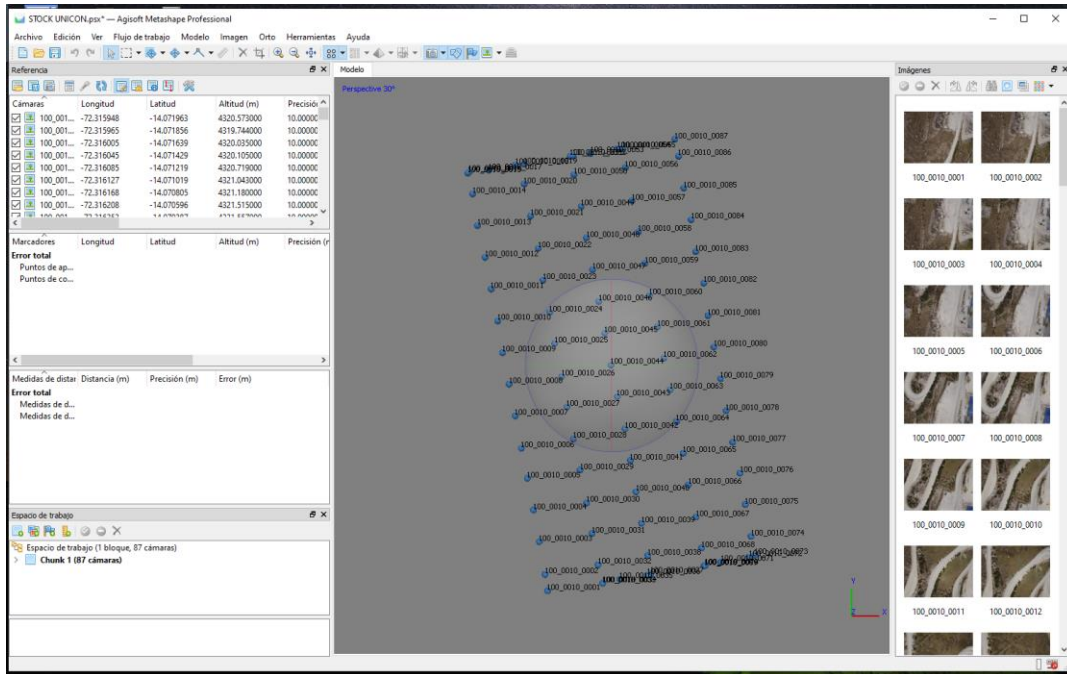 STOCK UNICON.psx* — Agisoft Metashape Professional
Archivo Edición Ver Flujo de trabajo Modelo Imagen Orto Herramientas Ayuda
Referencia
Cámaras Longitud Latitud Altitud (m) Precisió
100_001... -72.315948 -14.071963 4320.573000 10.0000C
100_001... -72.315965 -14.071856 4319.744000 10.0000C
100_001... -72.316005 -14.071639 4320.035000 10.0000C
100_001... -72.316045 -14.071429 4320.105000 10.0000C
100_001... -72.316085 -14.071219 4320.719000 10.0000C
100_001... -72.316127 -14.071019 4321.043000 10.0000C
100_001... -72.316168 -14.070805 4321.180000 10.0000C
100_001... -72.316208 -14.070596 4321.515000 10.0000C
Marcadores Longitud Latitud Altitud (m) Precisión (r
Error total
Puntos de ap...
Puntos de co...
Medidas de distar Distancia (m) Precisión (m) Error (m)
Error total
Medidas de d...
Medidas de d...
Espacio de trabajo
Espacio de trabajo (1 bloque, 87 cámaras)
Chunk 1 (87 cámaras)
Modelo
Perspective 30°
100_0010_0087
100_0010_0086
100_0010_0056
100_0010_0020
100_0010_0085
100_0010_0014
100_0010_0057
100_0010_0021
100_0010_0084
100_0010_0013
100_0010_0058
100_0010_0048
100_0010_0022
100_0010_0083
100_0010_0012
100_0010_0059
100_0010_0047
100_0010_0023
100_0010_0082
100_0010_0011
100_0010_0060
100_0010_0046
100_0010_0024
100_0010_0081
100_0010_0010
100_0010_0061
100_0010_0045
100_0010_0025
100_0010_0080
100_0010_0009
100_0010_0062
100_0010_0044
100_0010_0026
100_0010_0079
100_0010_0008
100_0010_0063
100_0010_0043
100_0010_0027
100_0010_0078
100_0010_0007
100_0010_0064
100_0010_0042
100_0010_0028
100_0010_0077
100_0010_0006
100_0010_0065
100_0010_0041
100_0010_0029
100_0010_0076
100_0010_0005
100_0010_0066
100_0010_0040
100_0010_0030
100_0010_0075
100_0010_0004
100_0010_0067
100_0010_0039
100_0010_0031
100_0010_0074
100_0010_0003
100_0010_0068
100_0010_0038
100_0010_0032
100_0010_0002
100_0010_0001
Y
Z X
Imágenes
100_0010_0001 100_0010_0002
100_0010_0003 100_0010_0004
100_0010_0005 100_0010_0006
100_0010_0007 100_0010_0008
100_0010_0009 100_0010_0010
100_0010_0011 100_0010_0012